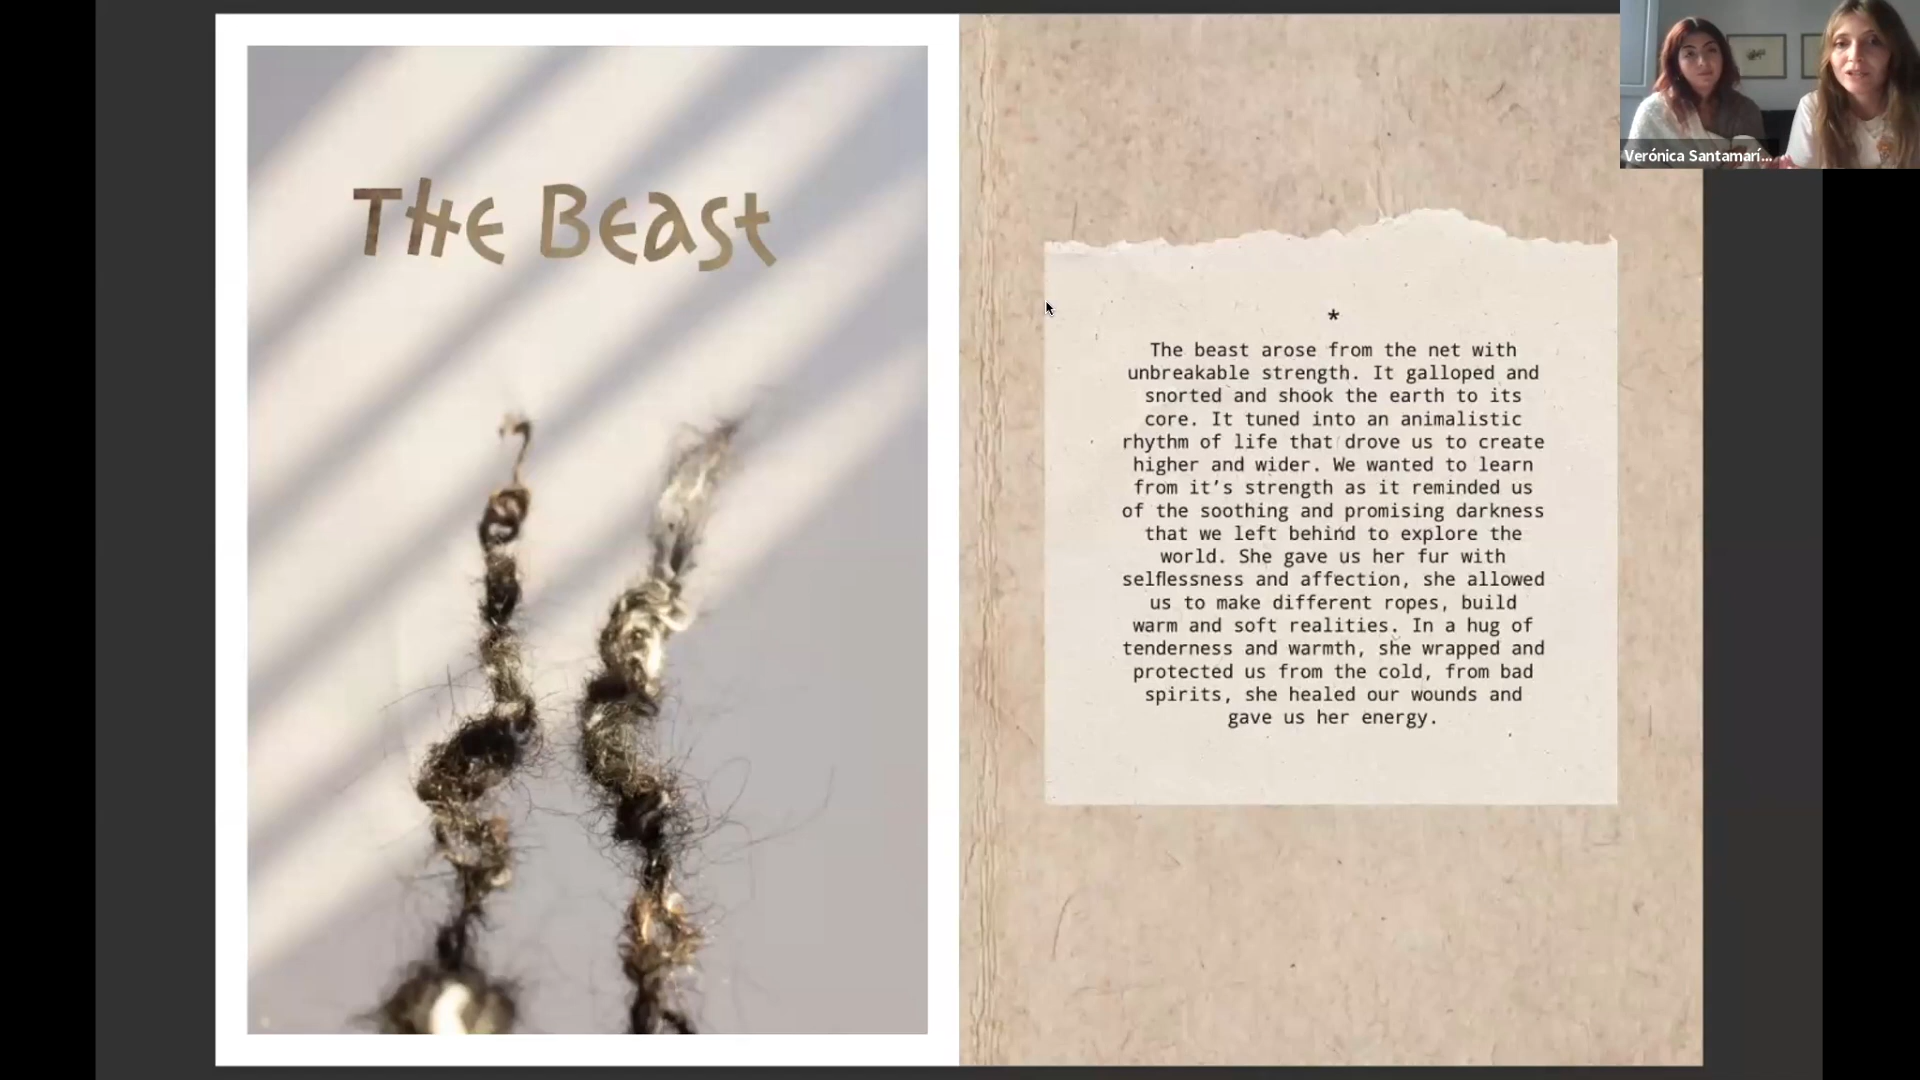 The Beast
*
The beast arose from the net with
unbreakable strength. It galloped and
snorted and shook the earth to its
core. It tuned into an animalistic
rhythm of life that drove us to create
higher and wider. We wanted to learn
from it’s strength as it reminded us
of the soothing and promising darkness
that we left behind to explore the
world. She gave us her fur with
selflessness and affection, she allowed
us to make different ropes, build
warm and soft realities. In a hug of
tenderness and warmth, she wrapped and
protected us from the cold, from bad
spirits, she healed our wounds and
gave us her energy.
Verónica Santamarí...